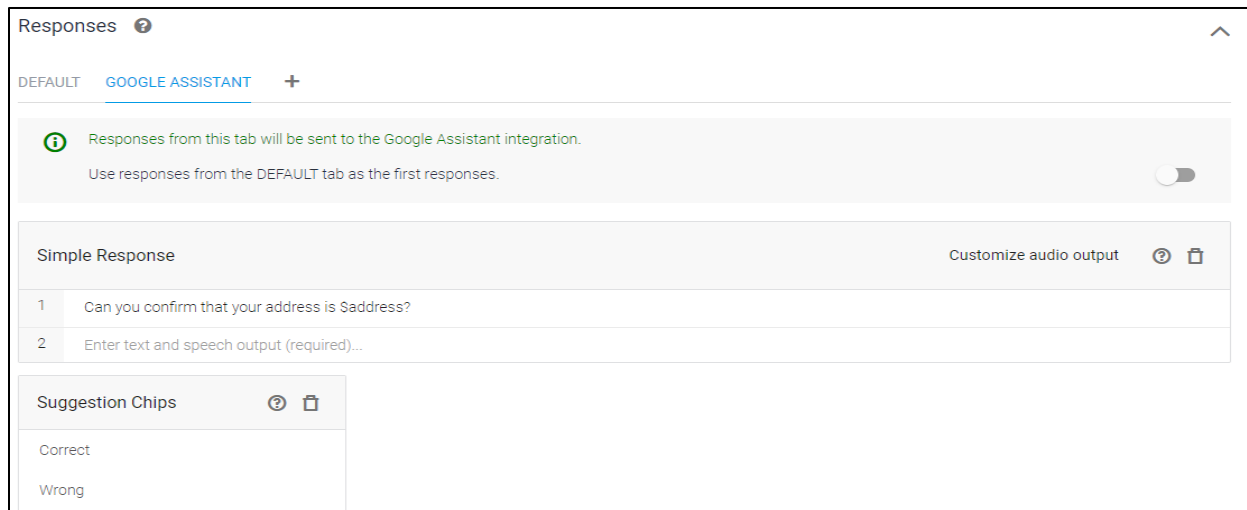 Responses
DEFAULT GOOGLE ASSISTANT +
Responses from this tab will be sent to the Google Assistant integration.
Use responses from the DEFAULT tab as the first responses.
Simple Response Customize audio output
1 Can you confirm that your address is $address?
2 Enter text and speech output (required)...
Suggestion Chips
Correct
Wrong